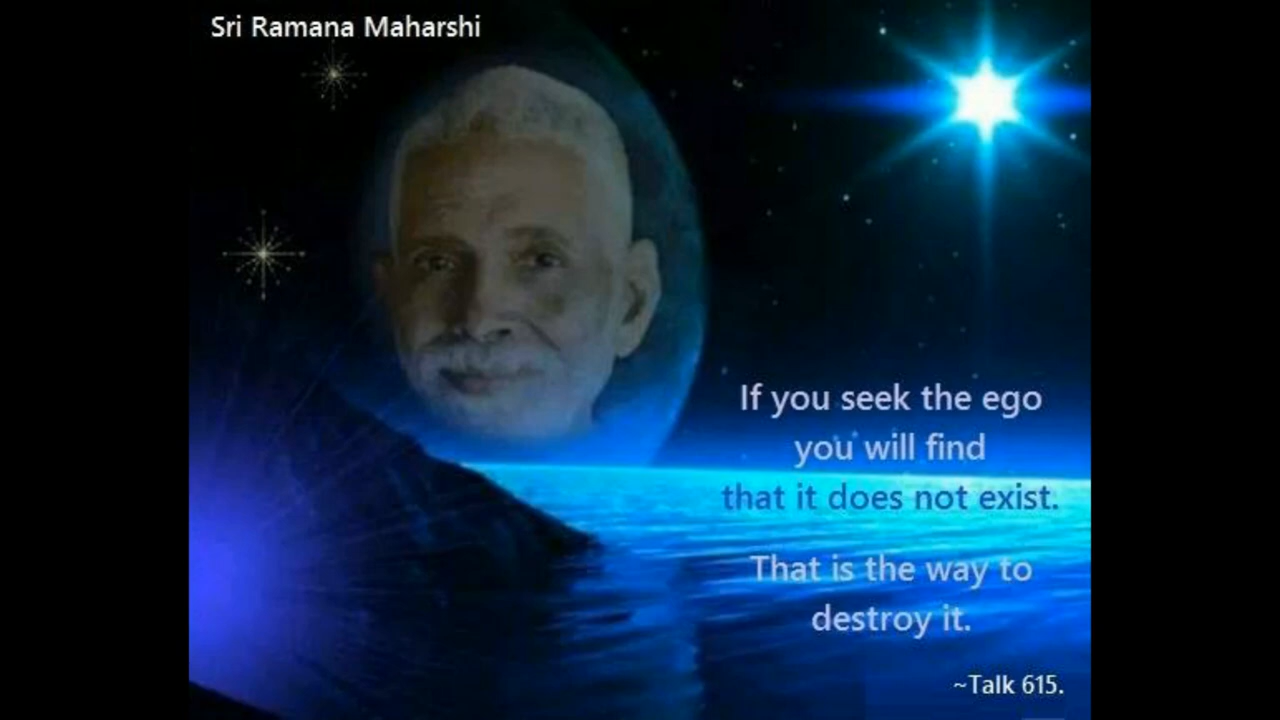 Sri Ramana Maharshi
If you seek the ego
you will find
that it does not exist.
That is the way to
destroy it.
~Talk 615.